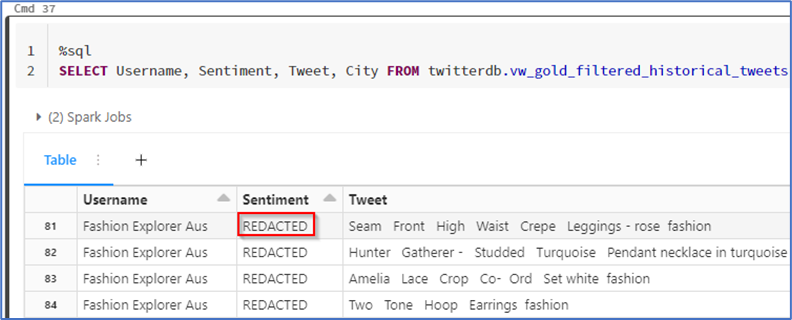 Cmd 37
1 %sql
2 SELECT Username, Sentiment, Tweet, City FROM twitterdb.vw_gold_filtered_historical_tweets
(2) Spark Jobs
Table +
Username Sentiment Tweet
81 Fashion Explorer Aus REDACTED Seam Front High Waist Crepe Leggings - rose fashion
82 Fashion Explorer Aus REDACTED Hunter Gatherer - Studded Turquoise Pendant necklace in turquoise
83 Fashion Explorer Aus REDACTED Amelia Lace Crop Co- Ord Set white fashion
84 Fashion Explorer Aus REDACTED Two Tone Hoop Earrings fashion